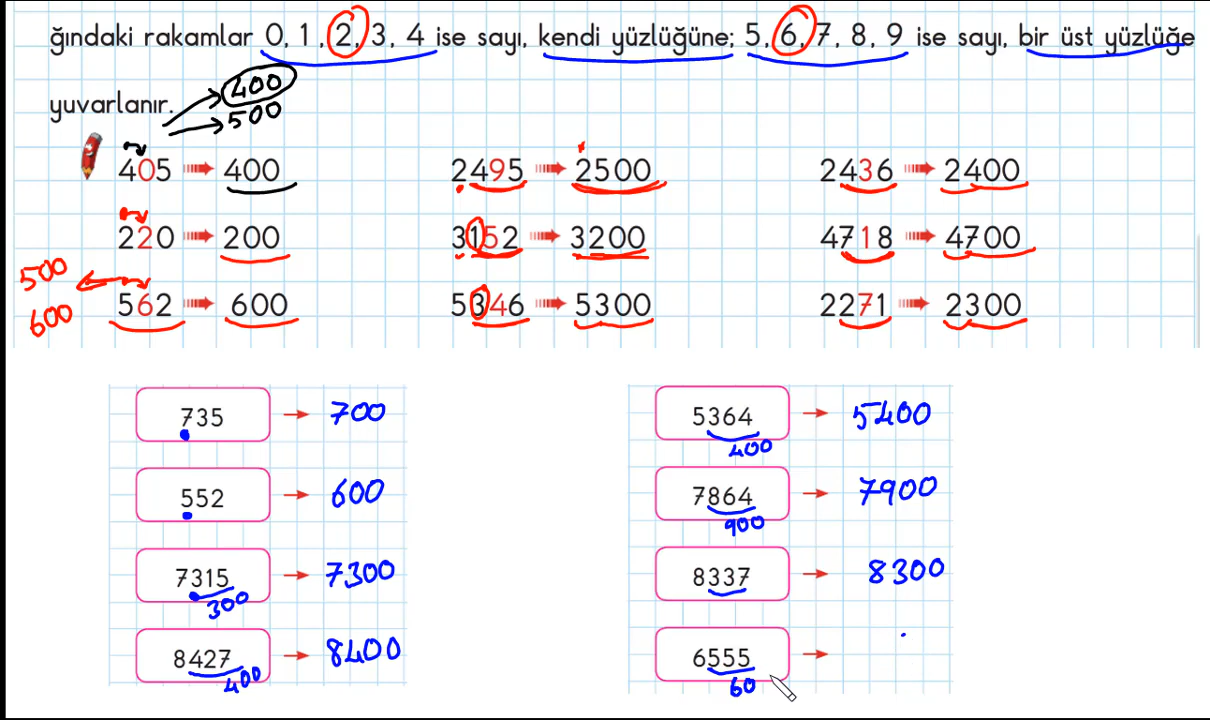 ğındaki rakamlar 0, 1, 2, 3, 4 ise sayı, kendi yüzlüğüne; 5, 6, 7, 8, 9 ise sayı, bir üst yüzlüğe
400
yuvarlanır.
500
405 400 2495 2500 2436 2400
220 200 3152 3200 4718 4700
500
562 600 5346 5300 2271 2300
600
735 700 5364 5400
400
552 600 7864 7900
900
7315 7300 8337 8300
300
8427 8400 6555
400 60